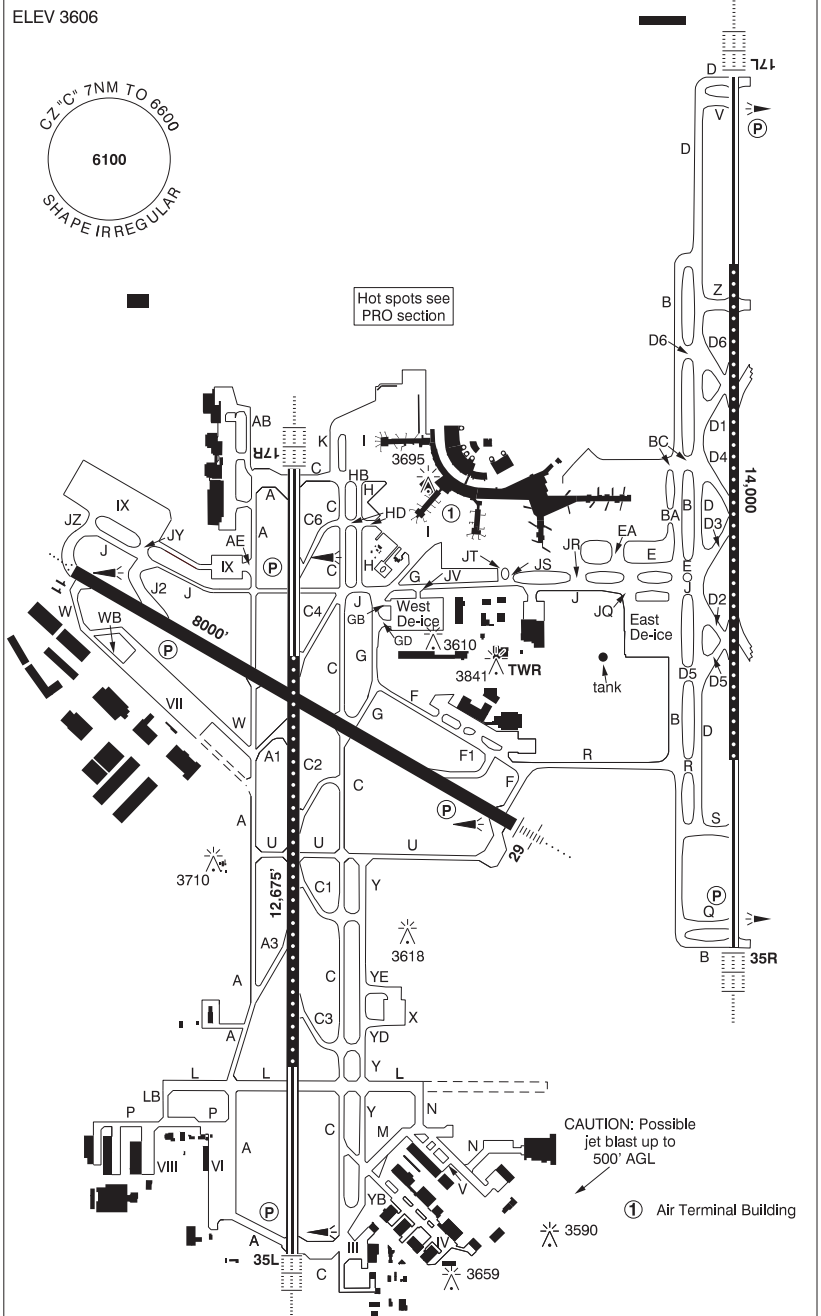 ELEV 3606
CZ "C" 7NM TO 6600
6100
SHAPE IRREGULAR
17L
D
V
P
D
Hot spots see
PRO section
Z
B
D6
D6
AB
17R
K
I
C
3695
D1
BC
D4
14,000
A
HB
H
C
C6
HD
1
I
IX
JZ
JY
A
AE
BA
B
D
D3
EA
JR
E
J
IX
P
C
H
G
JT
JS
JV
E
J
11
J2
J
C4
J
West
De-ice
GB
GD
J
JQ
East
De-ice
D2
W
WB
8000'
P
C
G
3610
3841
TWR
tank
D5
D5
VII
W
G
F
B
D
A1
C2
F1
F
R
R
C
P
A
S
U
U
U
29
3710
12,675'
C1
Y
P
Q
A3
3618
B
35R
A
C
YE
C3
X
A
YD
Y
L
L
L
LB
P
P
C
Y
N
CAUTION: Possible
jet blast up to
500' AGL
M
N
A
VIII
VI
V
P
YB
1
Air Terminal Building
A
III
IV
3590
35L
C
3659